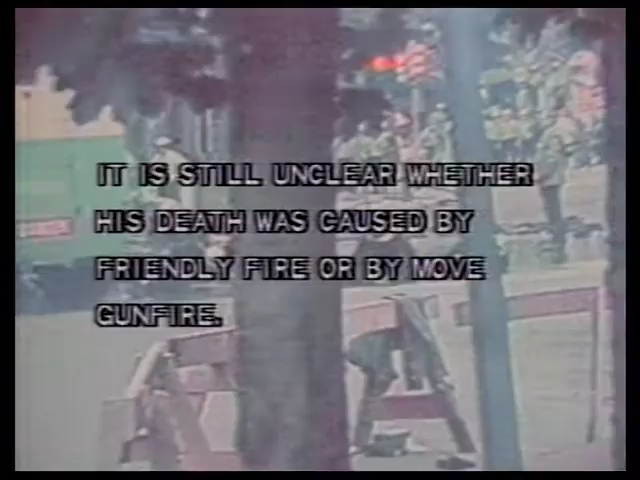 IT IS STILL UNCLEAR WHETHER
HIS DEATH WAS CAUSED BY
FRIENDLY FIRE OR BY MOVE
GUNFIRE.